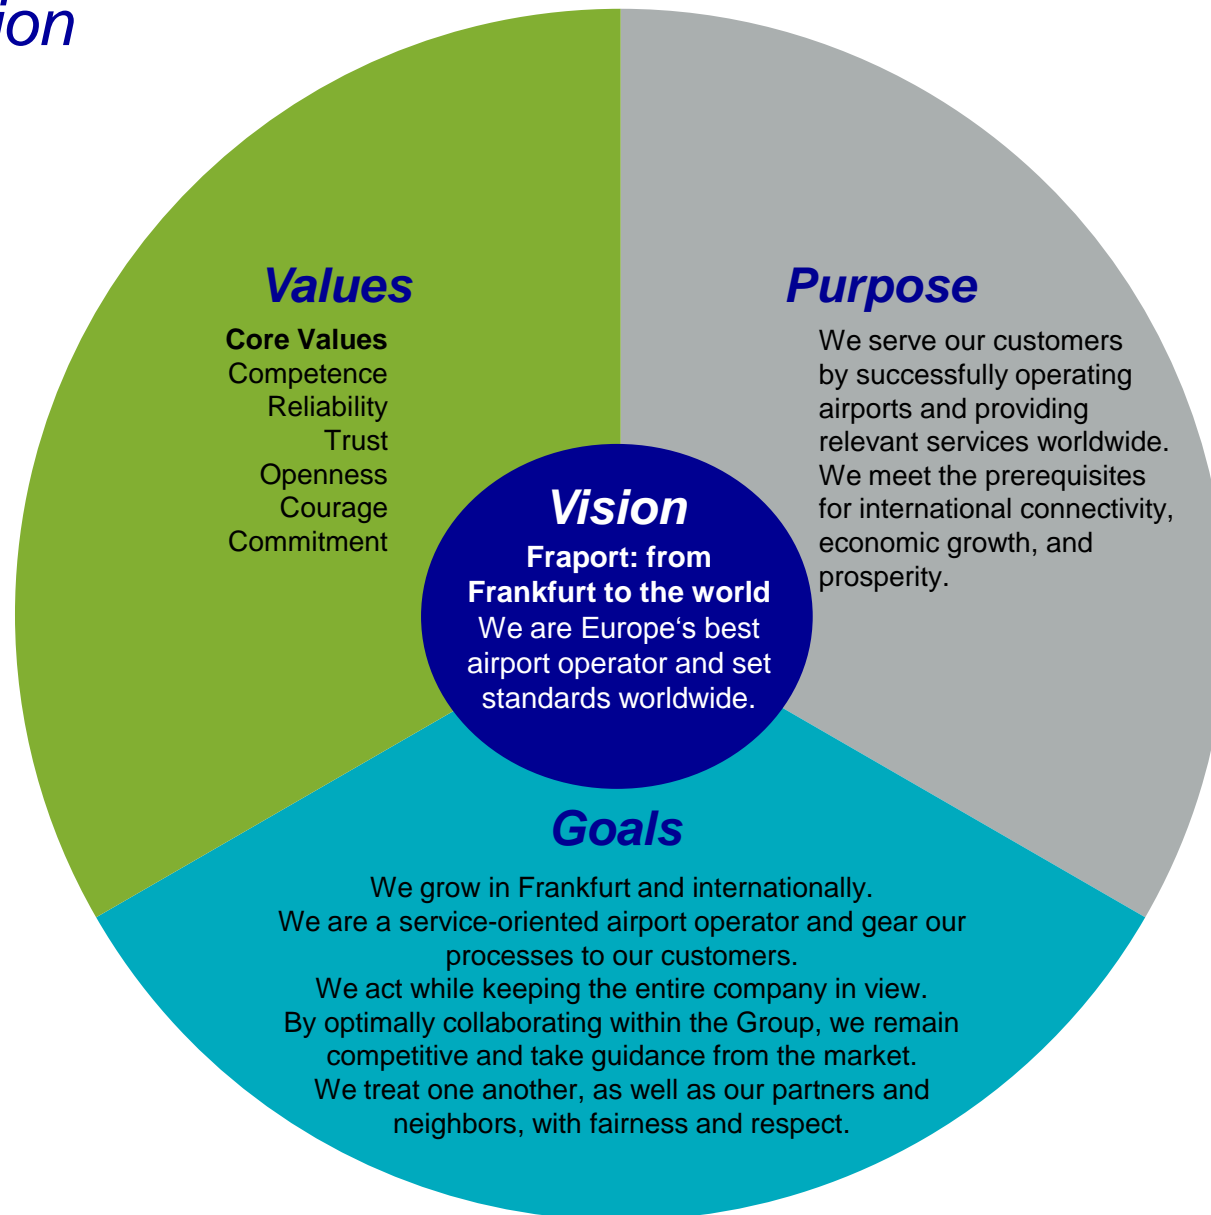 ion
Values
Core Values
Competence
Reliability
Trust
Openness
Courage
Commitment
Purpose
We serve our customers
by successfully operating
airports and providing
relevant services worldwide.
We meet the prerequisites
for international connectivity,
economic growth, and
prosperity.
Vision
Fraport: from
Frankfurt to the world
We are Europe‘s best
airport operator and set
standards worldwide.
Goals
We grow in Frankfurt and internationally.
We are a service-oriented airport operator and gear our
processes to our customers.
We act while keeping the entire company in view.
By optimally collaborating within the Group, we remain
competitive and take guidance from the market.
We treat one another, as well as our partners and
neighbors, with fairness and respect.